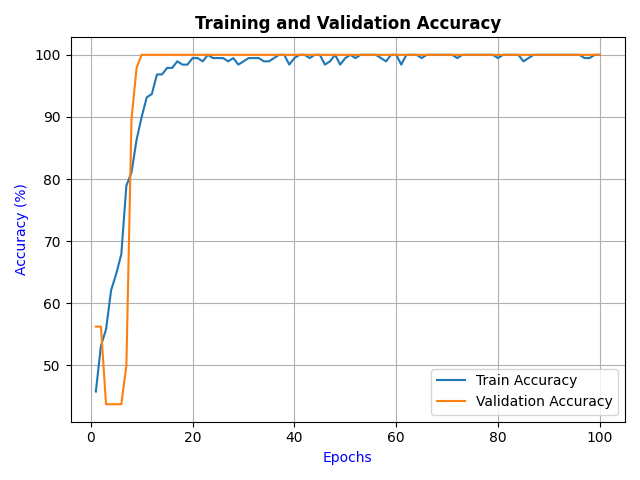 Training and Validation Accuracy
Accuracy (%)
100
90
80
70
60
50
0 20 40 60 80 100
Epochs
Train Accuracy
Validation Accuracy